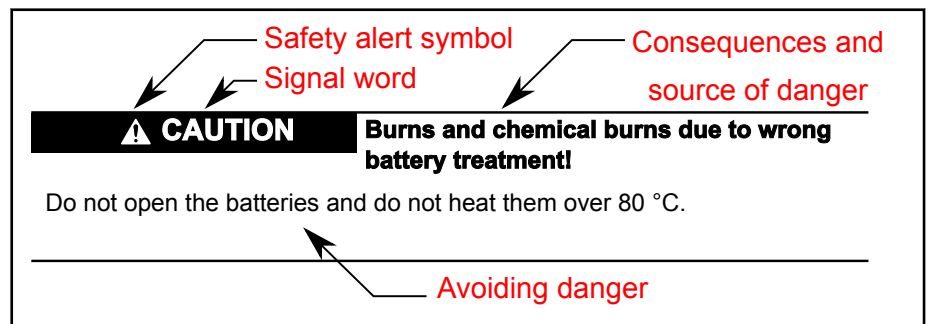 Safety alert symbol
Consequences and
Signal word
source of danger
CAUTION
Burns and chemical burns due to wrong
battery treatment!
Do not open the batteries and do not heat them over 80 °C.
Avoiding danger